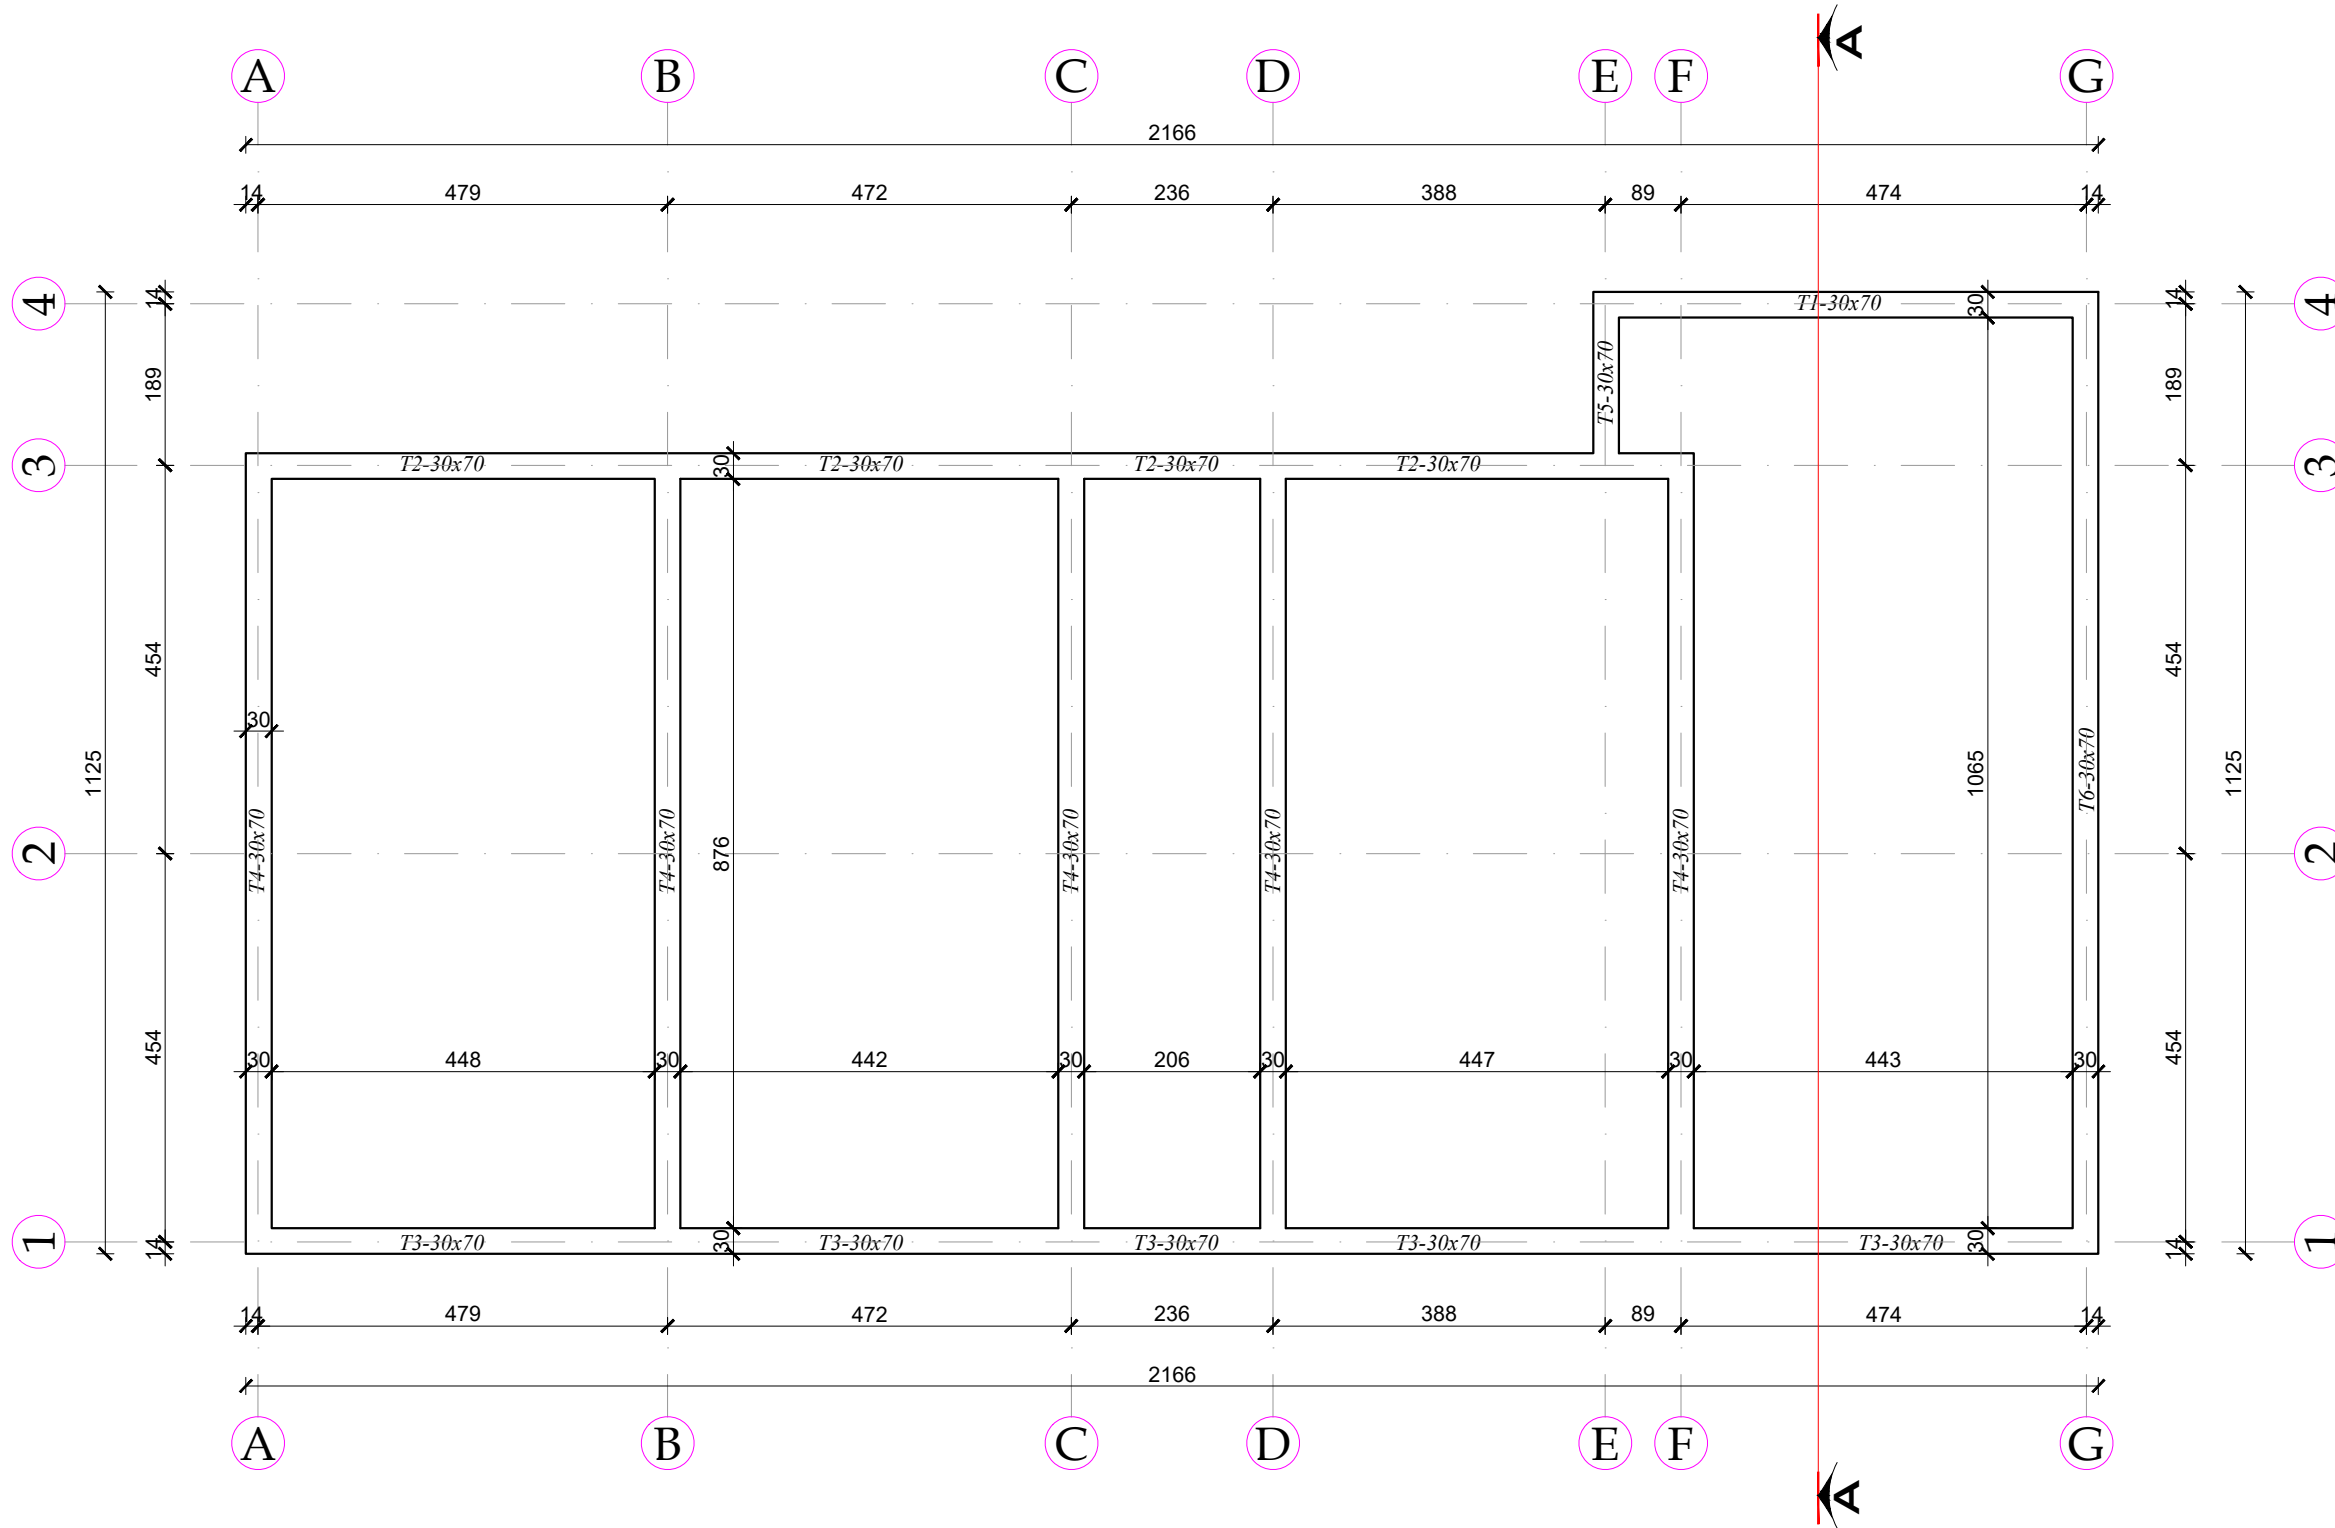 A
A B C D E F G
2166
14 479 472 236 388 89 474 14
4 14 T1-30x70 30 14 4
189 T5-30x70 189
3 T2-30x70 30 T2-30x70 T2-30x70 T2-30x70 3
454 454
30
1125 1065 T6-30x70 1125
2 T4-30x70 T4-30x70 876 T4-30x70 T4-30x70 T4-30x70 2
454 30 448 30 442 30 206 30 447 30 443 30 454
1 14 T3-30x70 30 T3-30x70 T3-30x70 T3-30x70 T3-30x70 30 14 1
14 479 472 236 388 89 474 14
2166
A B C D E F G
A